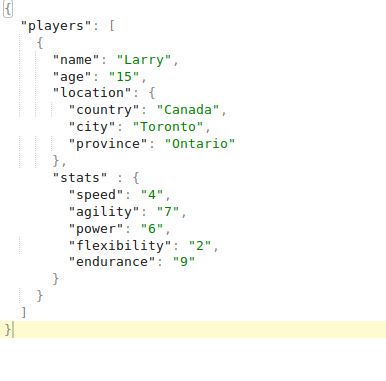 {
  "players": [
    {
      "name": "Larry",
      "age": "15",
      "location": {
        "country": "Canada",
        "city": "Toronto",
        "province": "Ontario"
      },
      "stats" : {
        "speed": "4",
        "agility": "7",
        "power": "6",
        "flexibility": "2",
        "endurance": "9"
      }
    }
  ]
}